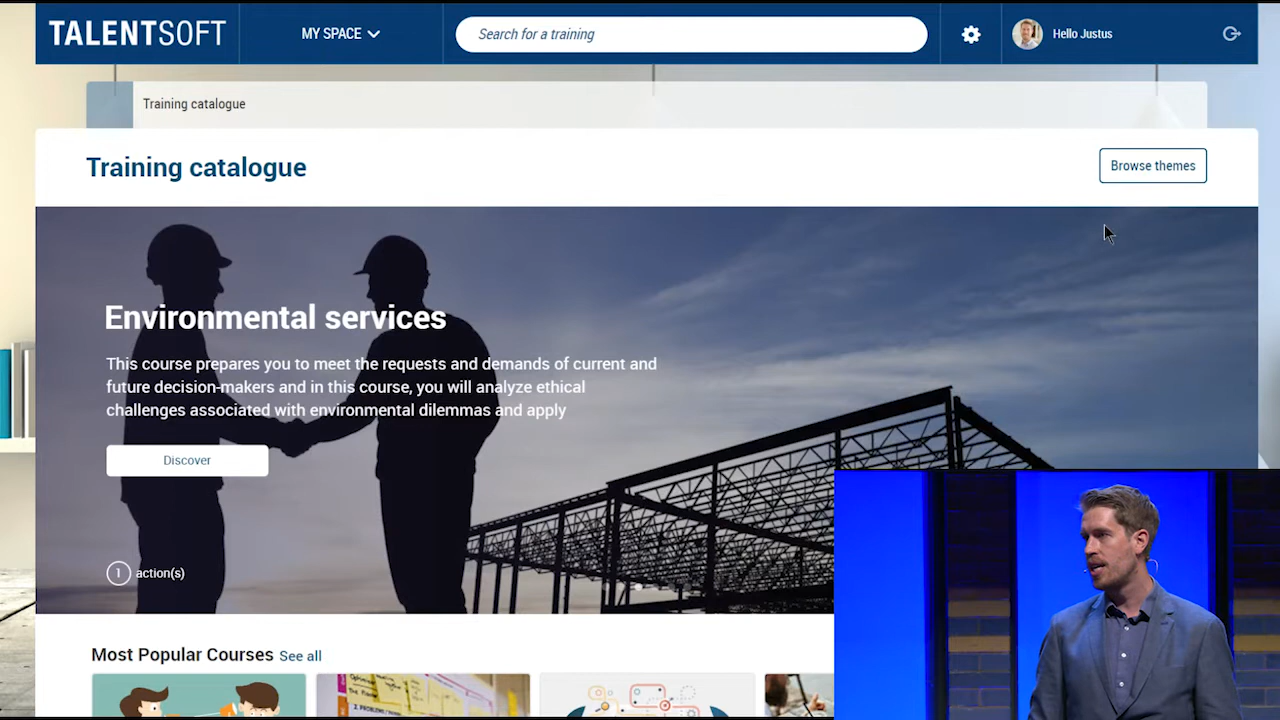 TALENTSOFT
MY SPACE
Search for a training
Hello Justus
Training catalogue
Training catalogue
Browse themes
Environmental services
This course prepares you to meet the requests and demands of current and
future decision-makers and in this course, you will analyze ethical
challenges associated with environmental dilemmas and apply
Discover
1 action(s)
Most Popular Courses See all